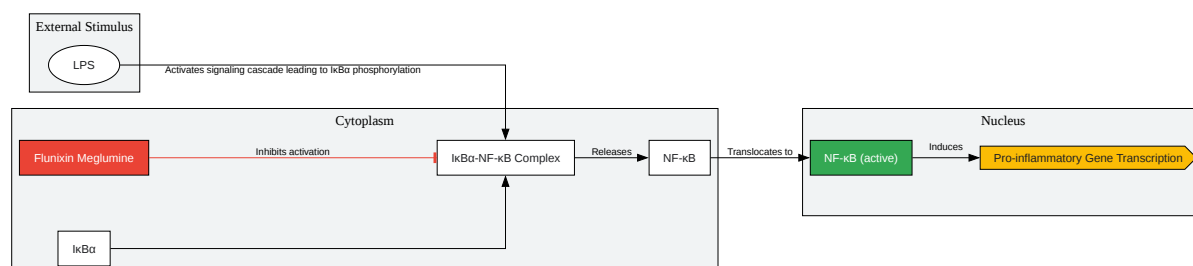 External Stimulus
LPS
Activates signaling cascade leading to IκBα phosphorylation
Cytoplasm
Nucleus
Flunixin Meglumine
Inhibits activation
IκBα-NF-κB Complex
Releases
NF-κB
Translocates to
NF-κB (active)
Induces
Pro-inflammatory Gene Transcription
IκBα